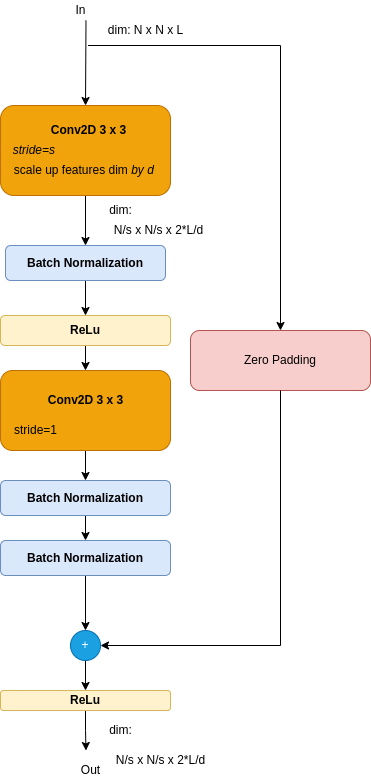 In
dim: N x N x L
Conv2D 3 x 3
stride=s
scale up features dim by d
dim:
N/s x N/s x 2*L/d
Batch Normalization
ReLu
Zero Padding
Conv2D 3 x 3
stride=1
Batch Normalization
Batch Normalization
+
ReLu
dim:
N/s x N/s x 2*L/d
Out